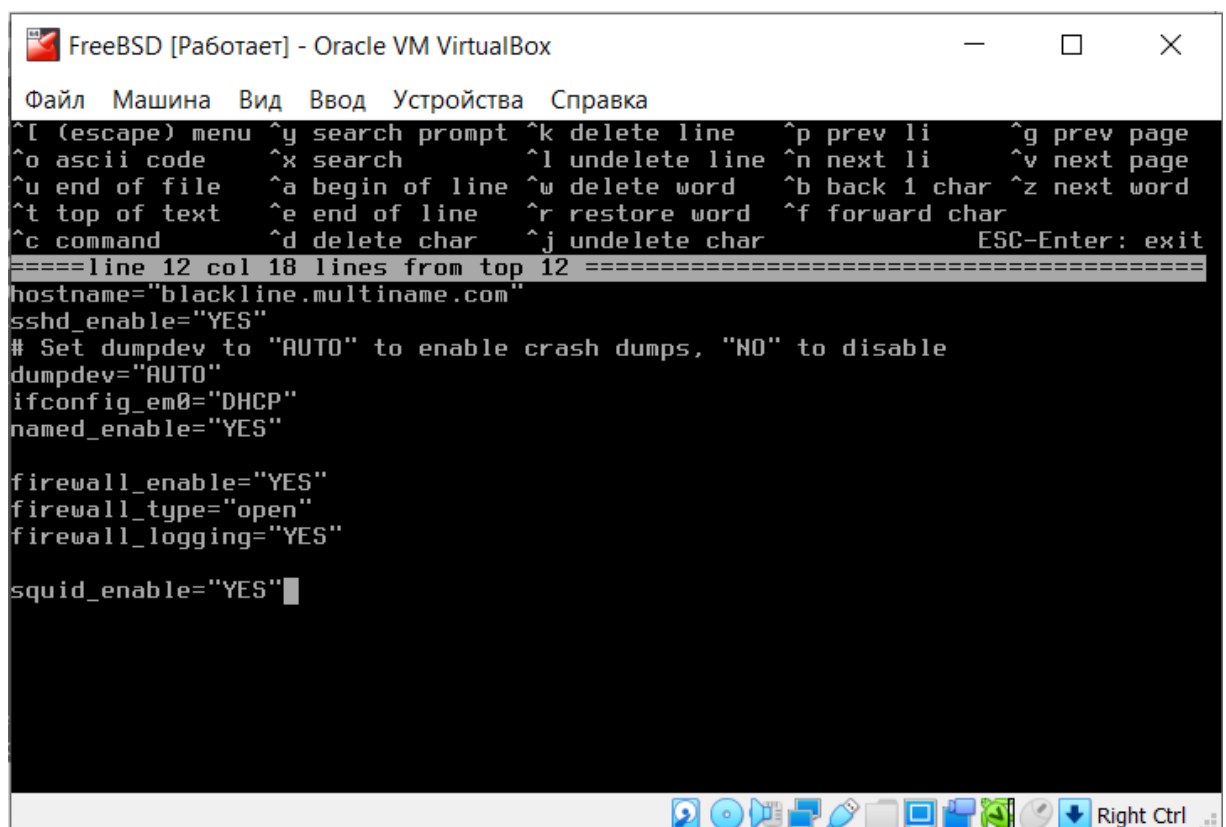 FreeBSD [Работает] - Oracle VM VirtualBox
Файл Машина Вид Ввод Устройства Справка
^[ (escape) menu ^y search prompt ^k delete line ^p prev li ^g prev page
^o ascii code ^x search ^l undelete line ^n next li ^v next page
^u end of file ^a begin of line ^w delete word ^b back 1 char ^z next word
^t top of text ^e end of line ^r restore word ^f forward char
^c command ^d delete char ^j undelete char ESC-Enter: exit
=====line 12 col 18 lines from top 12 =========================================
hostname="blackline.multiname.com"
sshd_enable="YES"
# Set dumpdev to "AUTO" to enable crash dumps, "NO" to disable
dumpdev="AUTO"
ifconfig_em0="DHCP"
named_enable="YES"
firewall_enable="YES"
firewall_type="open"
firewall_logging="YES"
squid_enable="YES"
Right Ctrl